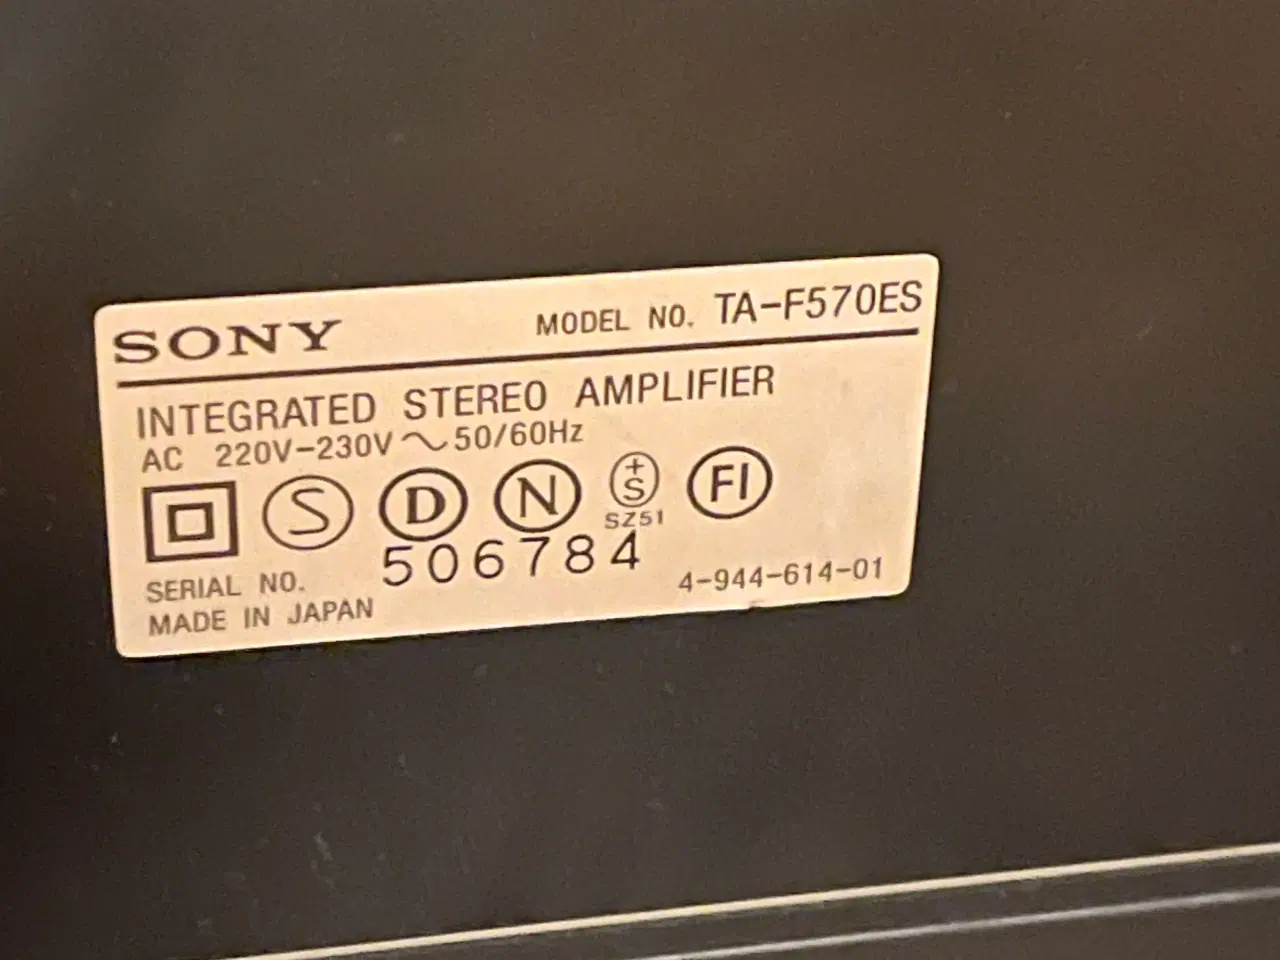 SONY MODEL NO. TA-F570ES
INTEGRATED STEREO AMPLIFIER
AC 220V-230V ~ 50/60Hz
S D N +S FI
SZ51
SERIAL NO. 506784
MADE IN JAPAN 4-944-614-01